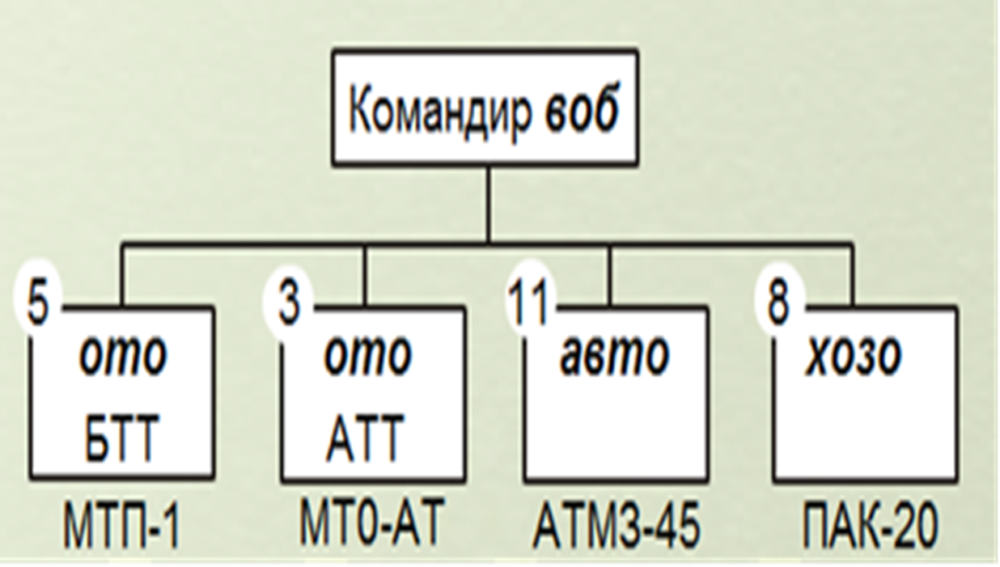 Командир воб
5
ото
БТТ
МТП-1
3
ото
АТТ
МТ0-АТ
11
авто
АТМЗ-45
8
хозо
ПАК-20